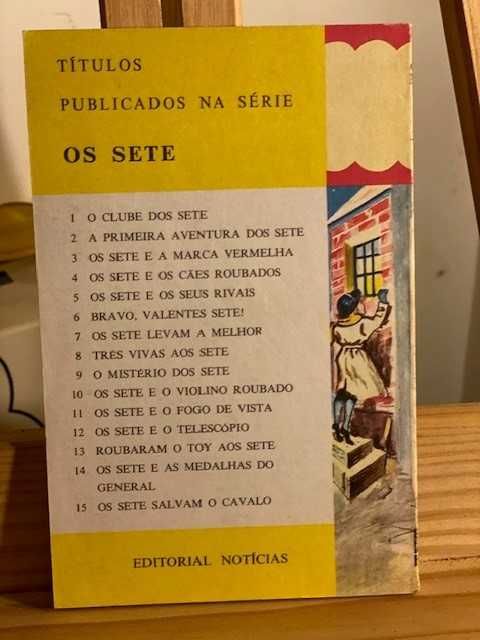 TÍTULOS
PUBLICADOS NA SÉRIE
OS SETE
1 O CLUBE DOS SETE
2 A PRIMEIRA AVENTURA DOS SETE
3 OS SETE E A MARCA VERMELHA
4 OS SETE E OS CÃES ROUBADOS
5 OS SETE E OS SEUS RIVAIS
6 BRAVO, VALENTES SETE!
7 OS SETE LEVAM A MELHOR
8 TRÊS VIVAS AOS SETE
9 O MISTÉRIO DOS SETE
10 OS SETE E O VIOLINO ROUBADO
11 OS SETE E O FOGO DE VISTA
12 OS SETE E O TELESCÓPIO
13 ROUBARAM O TOY AOS SETE
14 OS SETE E AS MEDALHAS DO
GENERAL
15 OS SETE SALVAM O CAVALO
EDITORIAL NOTÍCIAS